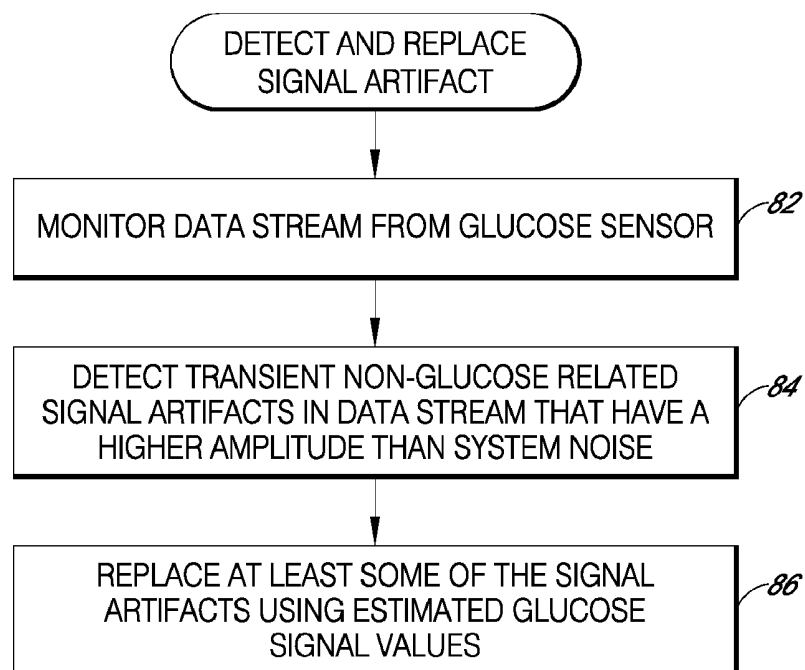 DETECT AND REPLACE
SIGNAL ARTIFACT
MONITOR DATA STREAM FROM GLUCOSE SENSOR
82
DETECT TRANSIENT NON-GLUCOSE RELATED
SIGNAL ARTIFACTS IN DATA STREAM THAT HAVE A
HIGHER AMPLITUDE THAN SYSTEM NOISE
84
REPLACE AT LEAST SOME OF THE SIGNAL
ARTIFACTS USING ESTIMATED GLUCOSE
SIGNAL VALUES
86